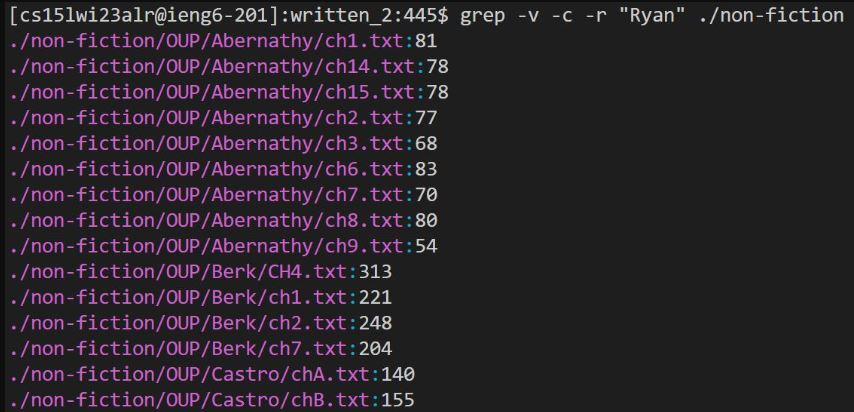 [cs15lwi23alr@ieng6-201]:written_2:445$ grep -v -c -r "Ryan" ./non-fiction
./non-fiction/OUP/Abernathy/ch1.txt:81
./non-fiction/OUP/Abernathy/ch14.txt:78
./non-fiction/OUP/Abernathy/ch15.txt:78
./non-fiction/OUP/Abernathy/ch2.txt:77
./non-fiction/OUP/Abernathy/ch3.txt:68
./non-fiction/OUP/Abernathy/ch6.txt:83
./non-fiction/OUP/Abernathy/ch7.txt:70
./non-fiction/OUP/Abernathy/ch8.txt:80
./non-fiction/OUP/Abernathy/ch9.txt:54
./non-fiction/OUP/Berk/CH4.txt:313
./non-fiction/OUP/Berk/ch1.txt:221
./non-fiction/OUP/Berk/ch2.txt:248
./non-fiction/OUP/Berk/ch7.txt:204
./non-fiction/OUP/Castro/chA.txt:140
./non-fiction/OUP/Castro/chB.txt:155